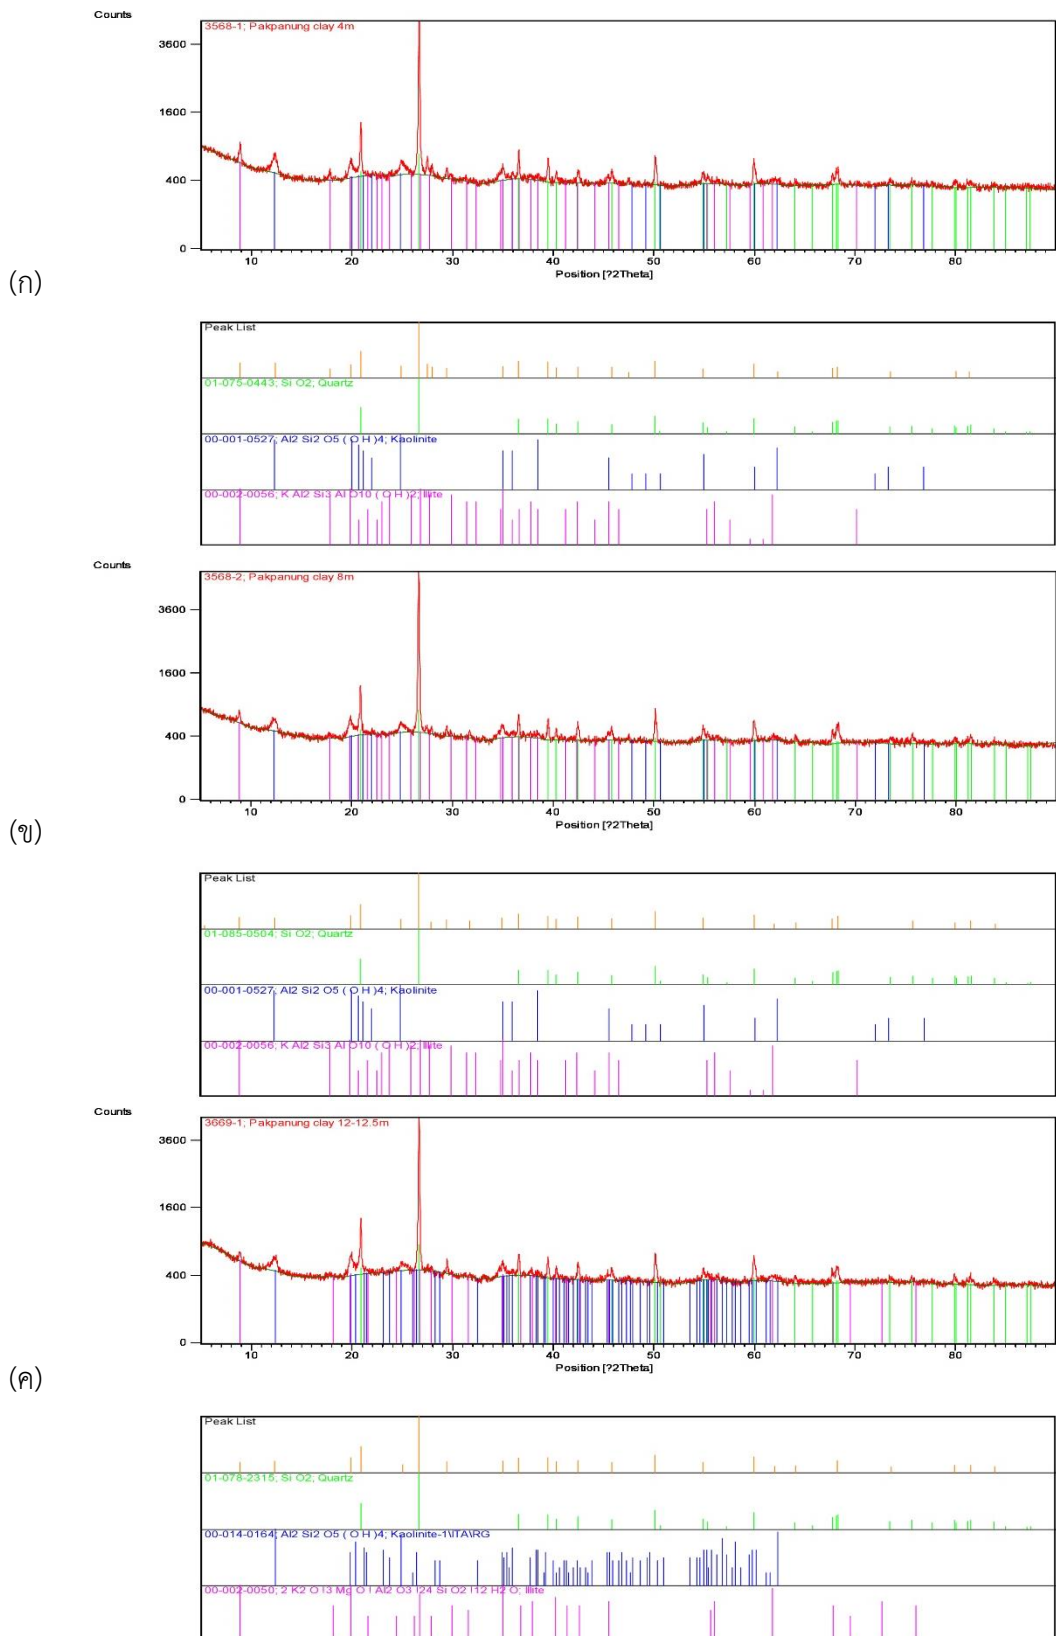 Counts
3568-1; Pakpanung clay 4m
3600
1600
400
0
10 20 30 40 50 60 70 80
Position [?2Theta]
(ก)
Peak List
01-075-0443; Si O2; Quartz
00-001-0527; Al2 Si2 O5 ( O H )4; Kaolinite
00-002-0056; K Al2 Si3 Al O10 ( O H )2; Illite
Counts
3568-2; Pakpanung clay 8m
3600
1600
400
0
10 20 30 40 50 60 70 80
Position [?2Theta]
(ข)
Peak List
01-085-0504; Si O2; Quartz
00-001-0527; Al2 Si2 O5 ( O H )4; Kaolinite
00-002-0056; K Al2 Si3 Al O10 ( O H )2; Illite
Counts
3669-1; Pakpanung clay 12-12.5m
3600
1600
400
0
10 20 30 40 50 60 70 80
Position [?2Theta]
(ค)
Peak List
01-078-2315; Si O2; Quartz
00-014-0164; Al2 Si2 O5 ( O H )4; Kaolinite-1\ITA\RG
00-002-0050; 2 K2 O !3 Mg O ! Al2 O3 !24 Si O2 !12 H2 O; Illite